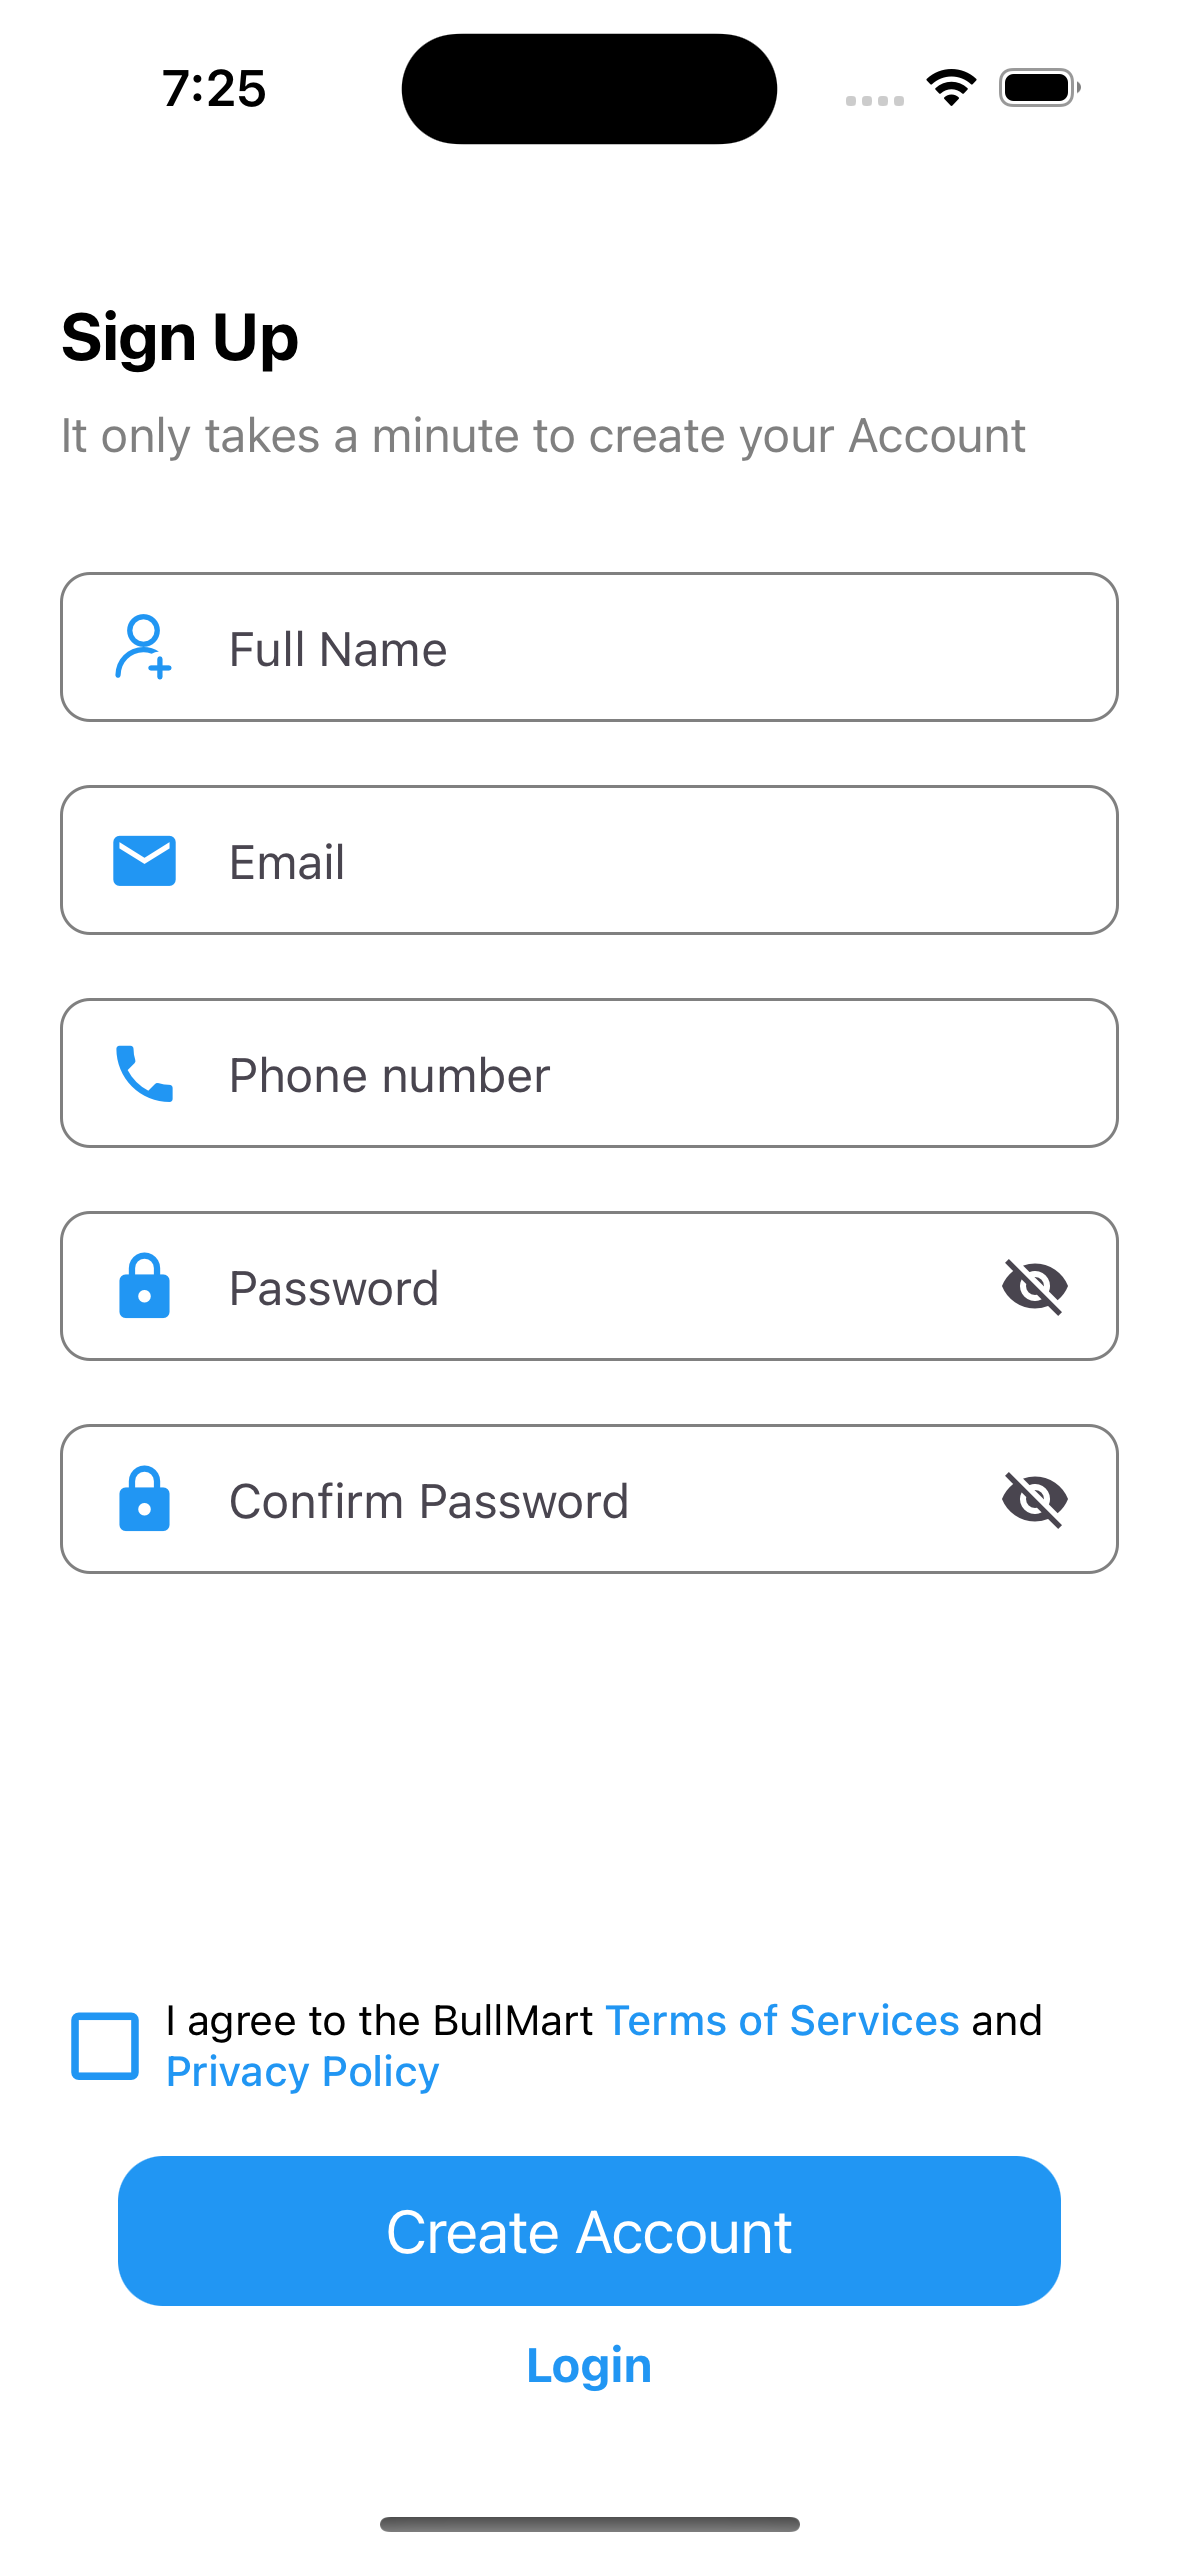 7:25
Sign Up
It only takes a minute to create your Account
Full Name
Email
Phone number
Password
Confirm Password
I agree to the BullMart Terms of Services and
Privacy Policy
Create Account
Login